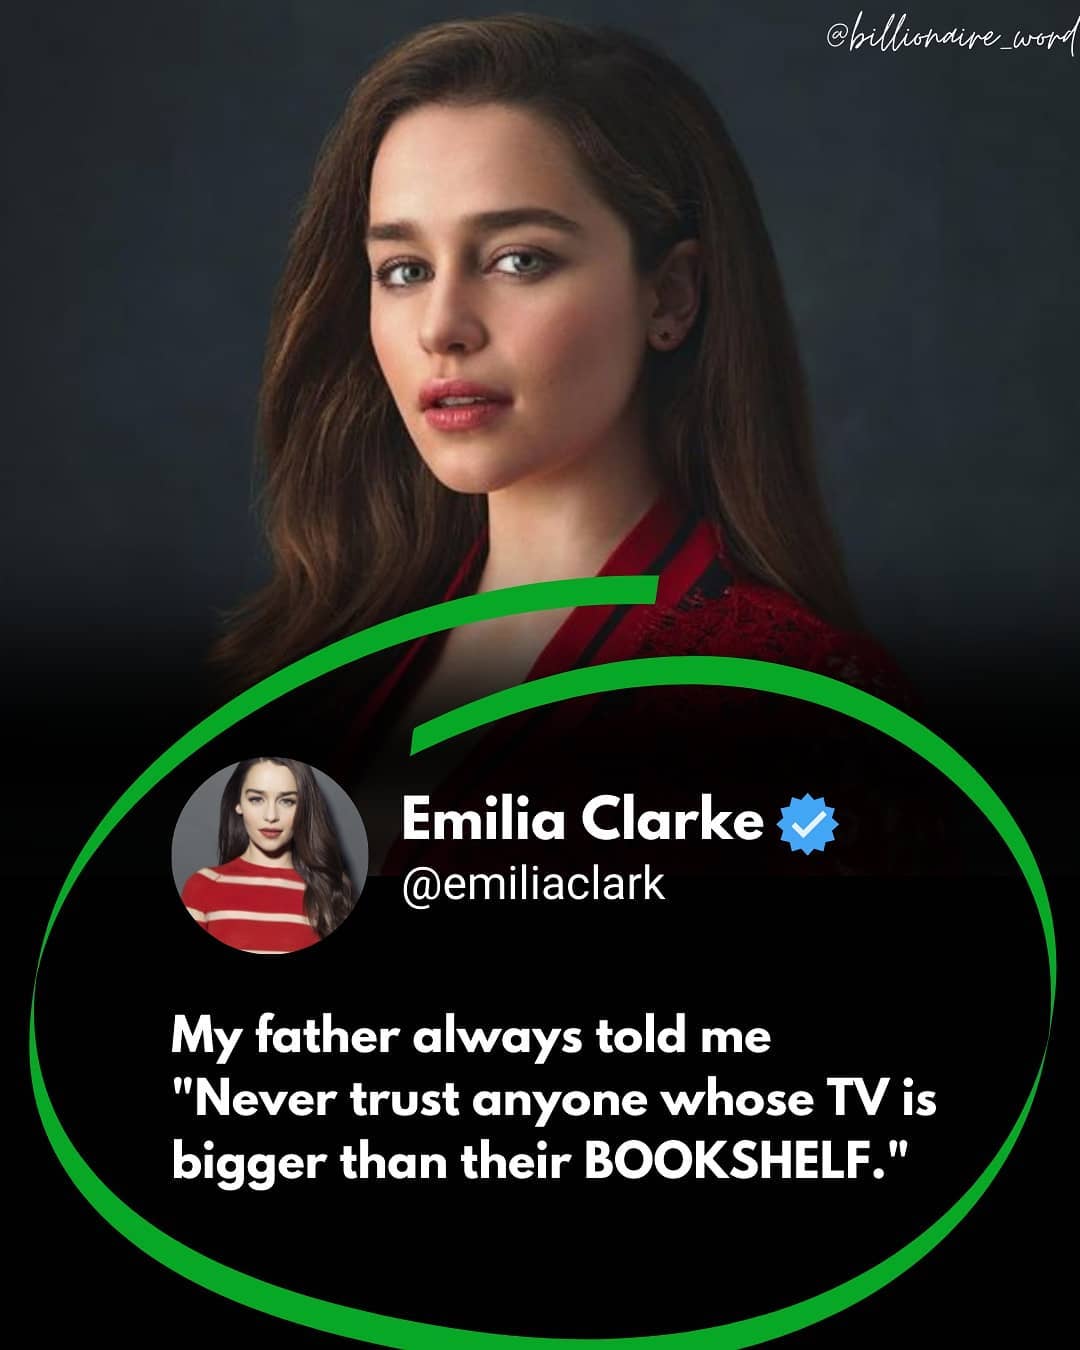 @billionaire_word
Emilia Clarke
@emiliaclark
My father always told me
"Never trust anyone whose TV is
bigger than their BOOKSHELF."